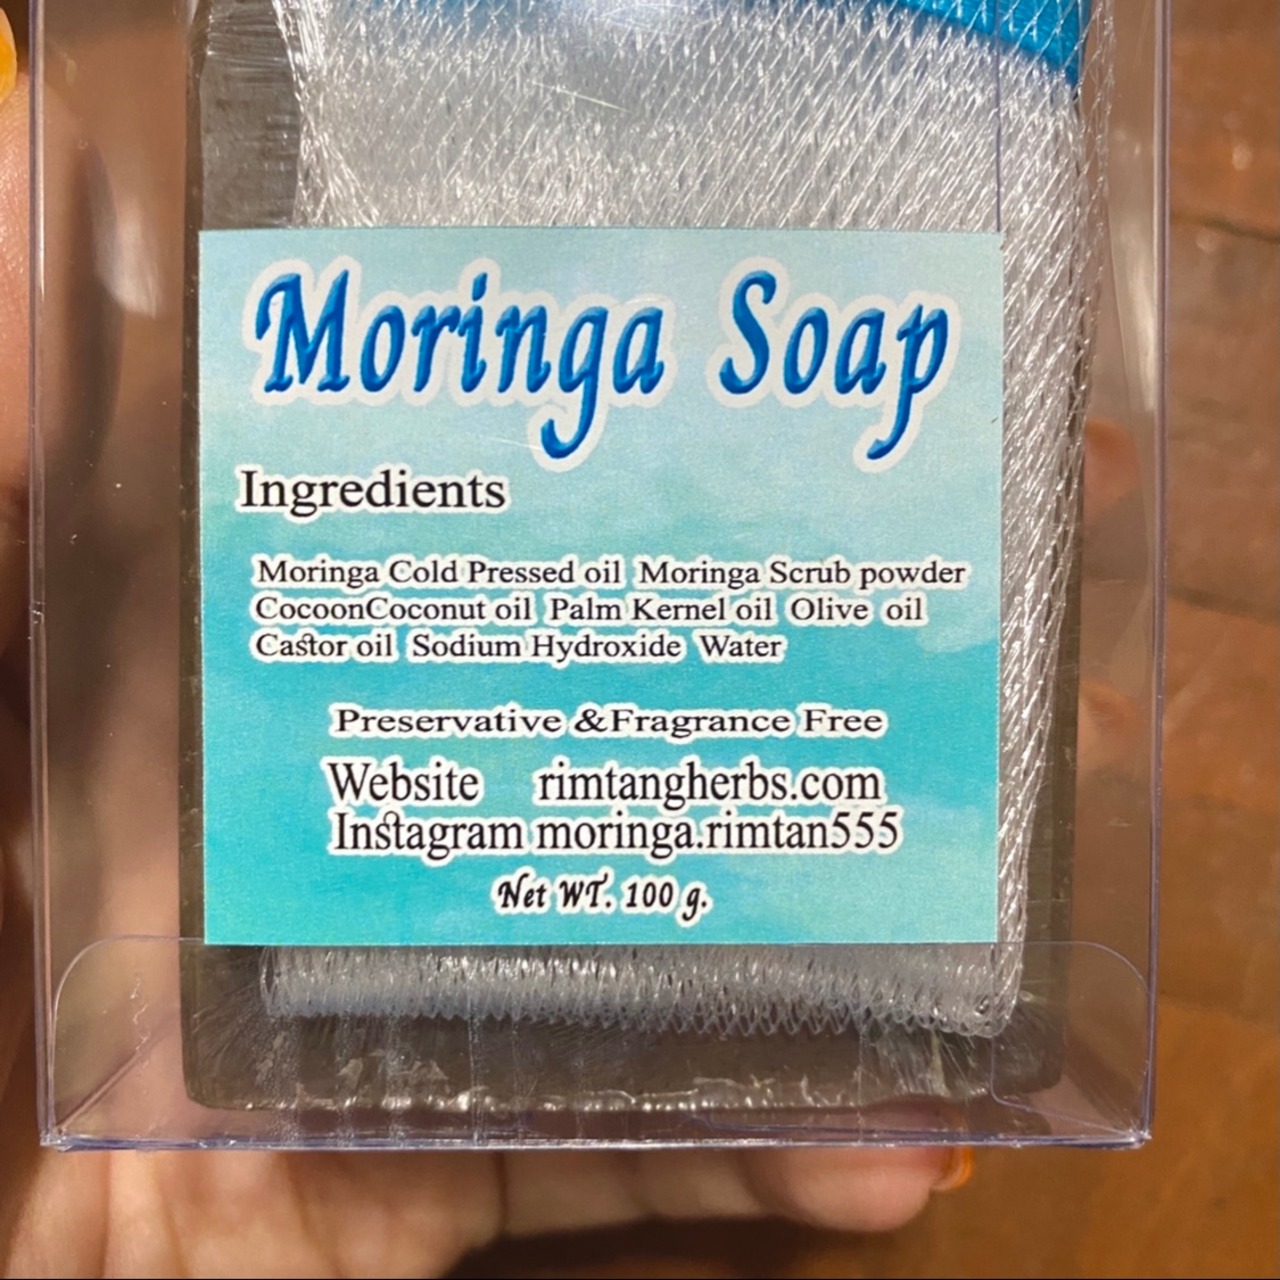 Moringa Soap
Ingredients
Moringa Cold Pressed oil Moringa Scrub powder
CocoonCoconut oil Palm Kernel oil Olive oil
Castor oil Sodium Hydroxide Water
Preservative &Fragrance Free
Website rimtangherbs.com
Instagram moringa.rimtan555
Net WT. 100 g.